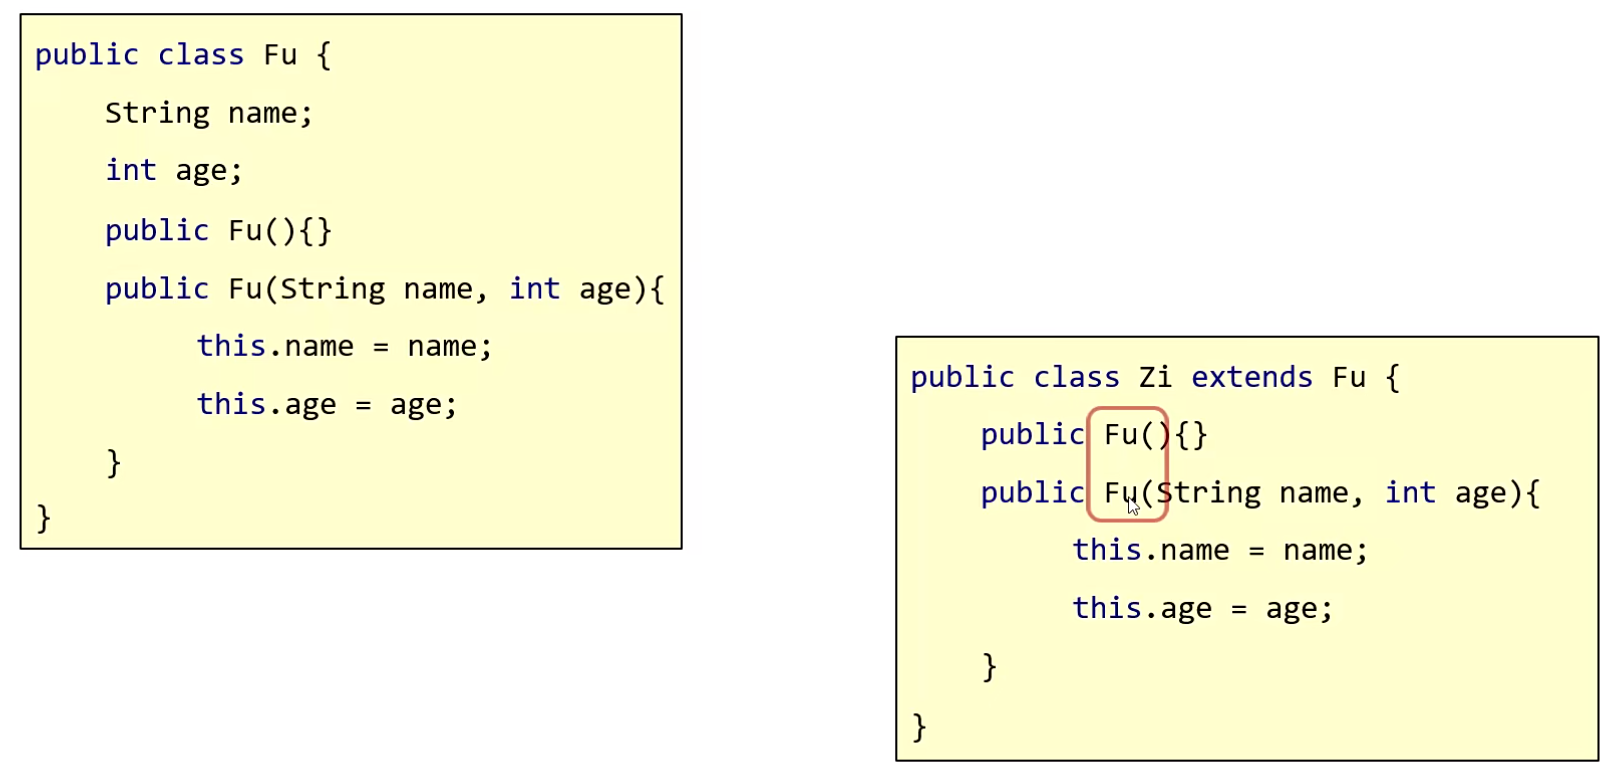 public class Fu {
String name;
int age;
public Fu(){}
public Fu(String name, int age){
this.name = name;
this.age = age;
}
}
public class Zi extends Fu {
public Fu(){}
public Fu(String name, int age){
this.name = name;
this.age = age;
}
}